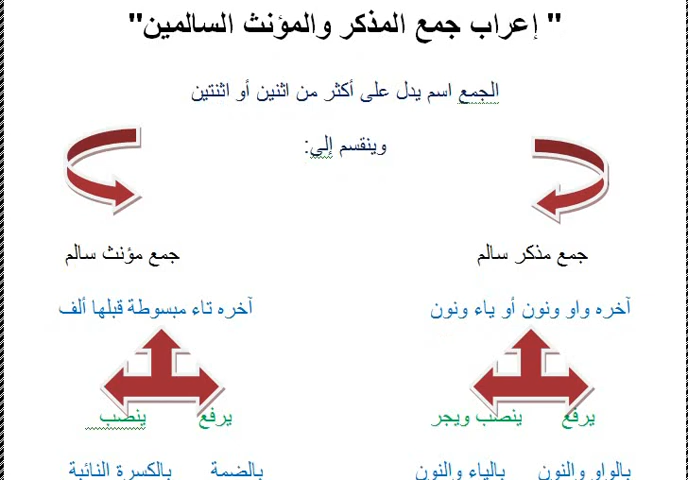 " إعراب جمع المذكر والمؤنث السالمين"
الجمع اسم يدل على أكثر من اثنين أو اثنتين
وينقسم إلي:
جمع مذكر سالم جمع مؤنث سالم
آخره واو ونون أو ياء ونون آخره تاء مبسوطة قبلها ألف
يرفع ينصب ويجر يرفع ينصب
بالواو والنون بالياء والنون بالضمة بالكسرة النائبة